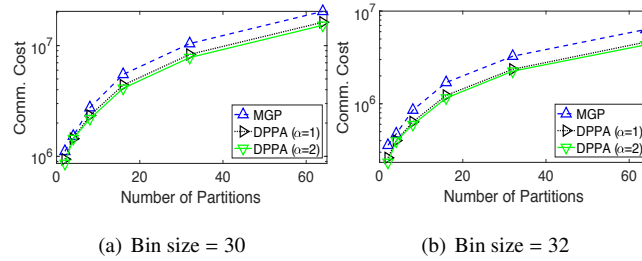 Comm. Cost
10^7
10^6
0
20
40
60
Number of Partitions
MGP
DPPA (α=1)
DPPA (α=2)
(a) Bin size = 30
Comm. Cost
10^6
0
20
40
60
Number of Partitions
MGP
DPPA (α=1)
DPPA (α=2)
(b) Bin size = 32